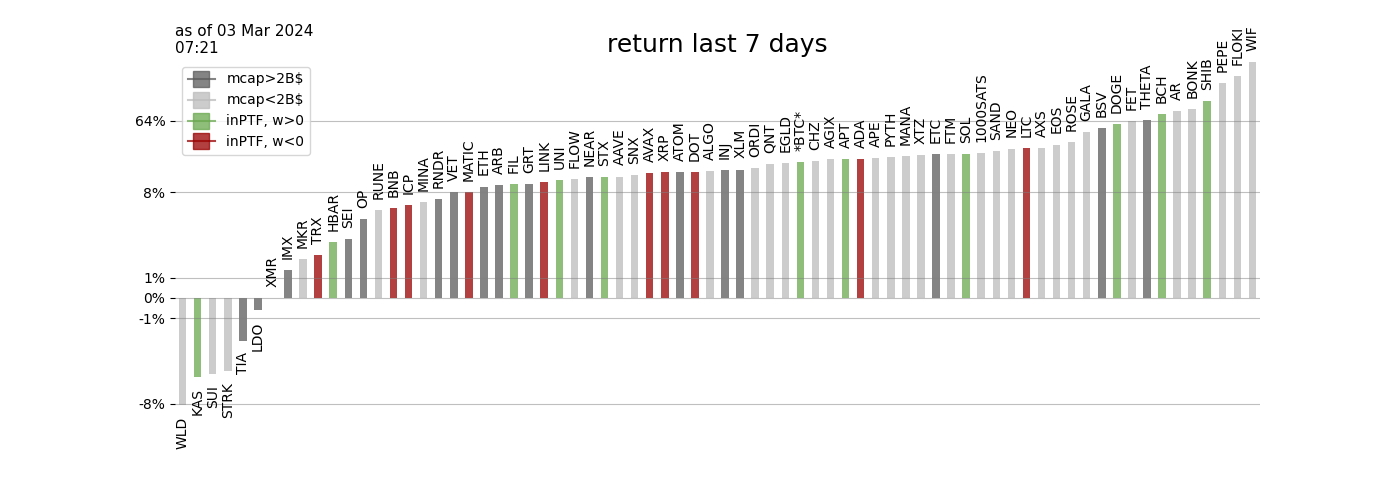 as of 03 Mar 2024
07:21
return last 7 days
mcap>2B$
mcap<2B$
inPTF, w>0
inPTF, w<0
64%
8%
1%
0%
-1%
-8%
WLD
KAS
SUI
STRK
TIA
LDO
XMR
IMX
MKR
TRX
HBAR
SEI
OP
RUNE
BNB
ICP
MINA
RNDR
VET
MATIC
ETH
ARB
FIL
GRT
LINK
UNI
FLOW
NEAR
STX
AAVE
SNX
AVAX
XRP
ATOM
DOT
ALGO
INJ
XLM
ORDI
QNT
EGLD
*BTC*
CHZ
AGIX
APT
ADA
APE
PYTH
MANA
XTZ
ETC
FTM
SOL
1000SATS
SAND
NEO
LTC
AXS
EOS
ROSE
GALA
BSV
DOGE
FET
THETA
BCH
AR
BONK
SHIB
PEPE
FLOKI
WIF